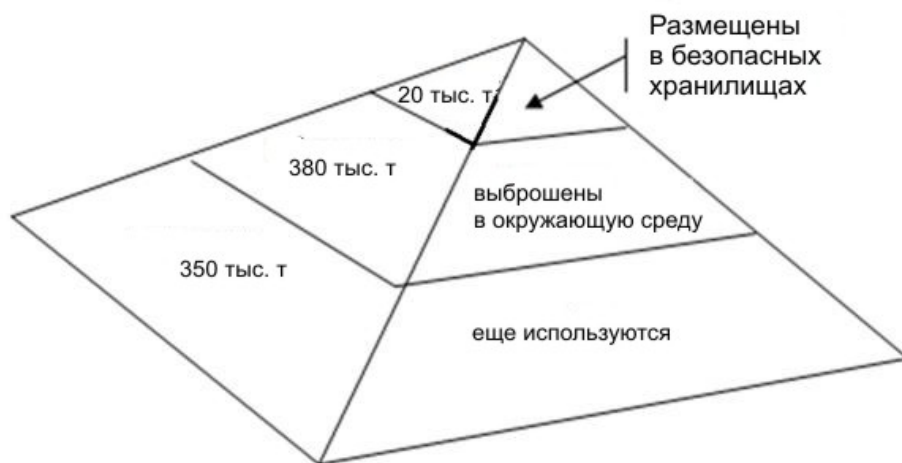 Размещены
в безопасных
хранилищах
20 тыс. т
380 тыс. т
выброшены
в окружающую среду
350 тыс. т
еще используются